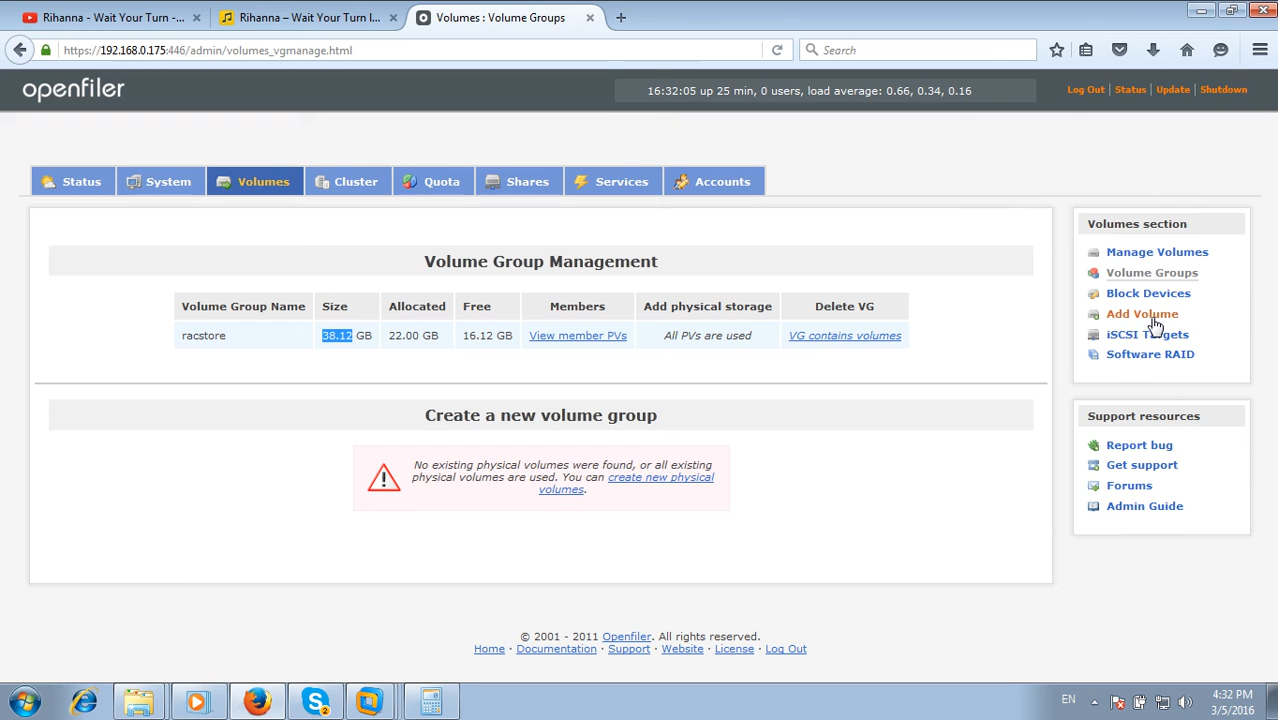 Rihanna - Wait Your Turn -...
Rihanna – Wait Your Turn I...
Volumes : Volume Groups
https://192.168.0.175:446/admin/volumes_vgmanage.html
Search
openfiler
16:32:05 up 25 min, 0 users, load average: 0.66, 0.34, 0.16
Log Out | Status | Update | Shutdown
Status System Volumes Cluster Quota Shares Services Accounts
Volume Group Management
Volume Group Name Size Allocated Free Members Add physical storage Delete VG
racstore 38.12 GB 22.00 GB 16.12 GB View member PVs All PVs are used VG contains volumes
Create a new volume group
No existing physical volumes were found, or all existing
physical volumes are used. You can create new physical
volumes.
Volumes section
Manage Volumes
Volume Groups
Block Devices
Add Volume
iSCSI Targets
Software RAID
Support resources
Report bug
Get support
Forums
Admin Guide
© 2001 - 2011 Openfiler. All rights reserved.
Home · Documentation · Support · Website · License · Log Out
2
EN
4:32 PM
3/5/2016